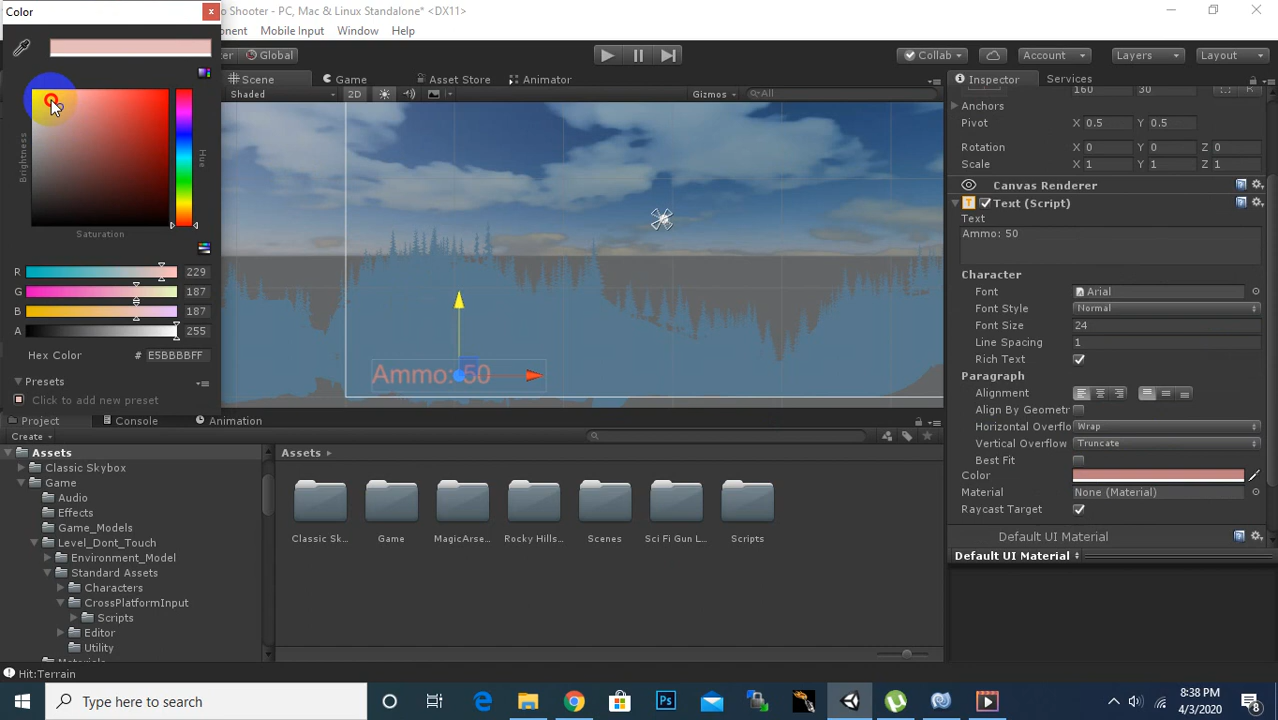 Color
o Shooter - PC, Mac & Linux Standalone* <DX11>
onent Mobile Input Window Help
ter Global
Collab Account Layers Layout
Scene Game Asset Store Animator
Inspector Services
Shaded 2D Gizmos All
160 30 R
Anchors
Pivot X 0.5 Y 0.5
Rotation X 0 Y 0 Z 0
Scale X 1 Y 1 Z 1
Canvas Renderer
Text (Script)
Text
Ammo: 50
Character
Font Arial
Font Style Normal
Font Size 24
Line Spacing 1
Rich Text
Paragraph
Alignment
Align By Geometr
Horizontal Overflo Wrap
Vertical Overflow Truncate
Best Fit
Color
Material None (Material)
Raycast Target
Default UI Material
Default UI Material
Brightness
Hue
Saturation
R 229
G 187
B 187
A 255
Hex Color # E5BBBBFF
Presets
Click to add new preset
Ammo: 50
Project Console Animation
Create
Assets
Classic Skybox
Game
Audio
Effects
Game_Models
Level_Dont_Touch
Environment_Model
Standard Assets
Characters
CrossPlatformInput
Scripts
Editor
Utility
Assets
Classic Sk... Game MagicArse... Rocky Hills... Scenes Sci Fi Gun L... Scripts
Hit:Terrain
Type here to search
Ps
8:38 PM
4/3/2020
8